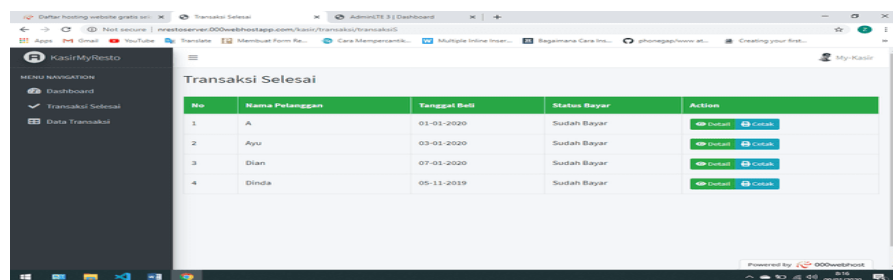 Daftar hosting website gratis sel
Transaksi Selesai
AdminLTE 3 | Dashboard
Not secure | nrestoserver.000webhostapp.com/kasir/transaksi/transaksiS
Apps Gmail YouTube Translate Membuat Form Re... Cara Mempercantik... Multiple Inline Inser... Bagaimana Cara Ins... phonegap/www at... Creating your first...
KasirMyResto
My-Kasir
MENU NAVIGATION
Dashboard
Transaksi Selesai
Data Transaksi
Transaksi Selesai
No Nama Pelanggan Tanggal Beli Status Bayar Action
1 A 01-01-2020 Sudah Bayar Detail Cetak
2 Ayu 03-01-2020 Sudah Bayar Detail Cetak
3 Dian 07-01-2020 Sudah Bayar Detail Cetak
4 Dinda 05-11-2019 Sudah Bayar Detail Cetak
Powered by 000webhost
8:16